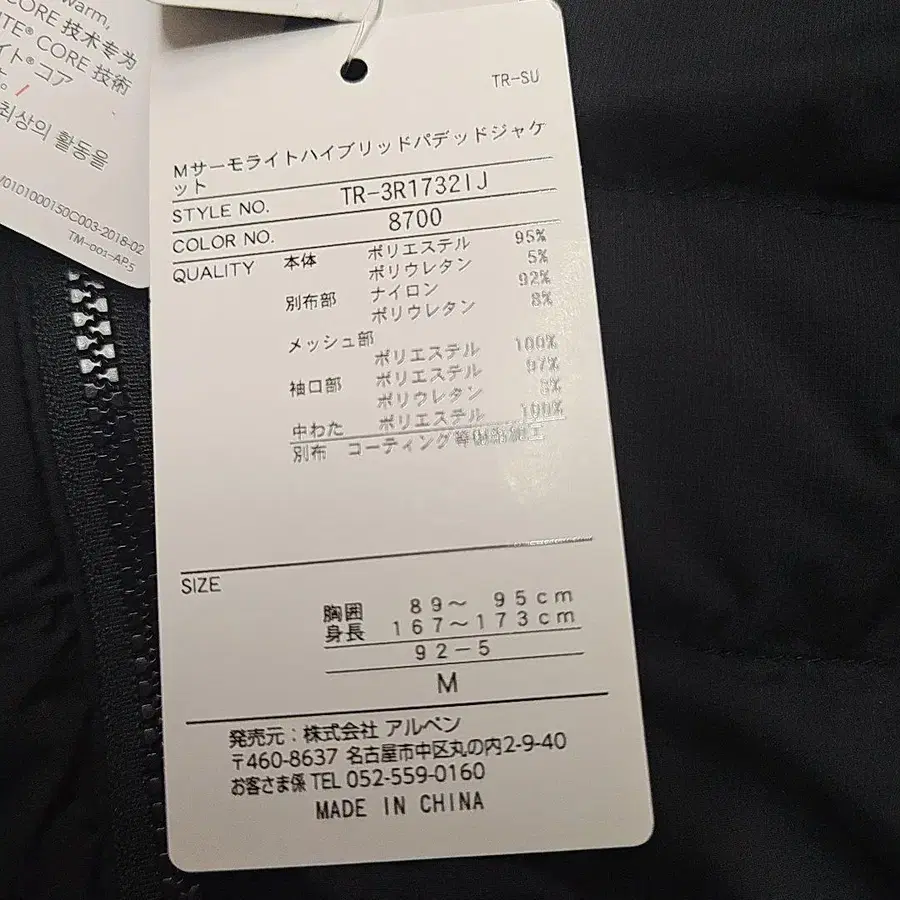 warm,
CORE 技术专为
ITE® CORE 技術
イト®コア
최상의 활동을
V0101000150C003-2018-02
TM-001-AP5
TR-SU
Mサーモライトハイブリッドパデッドジャケ
ット
STYLE NO. TR-3R1732IJ
COLOR NO. 8700
QUALITY 本体 ポリエステル 95%
ポリウレタン 5%
別布部 ナイロン 92%
ポリウレタン 8%
メッシュ部
ポリエステル 100%
袖口部 ポリエステル 97%
ポリウレタン 3%
中わた ポリエステル 100%
別布 コーティング等樹脂加工
SIZE
胸囲 89～ 95cm
身長 167～173cm
92-5
M
発売元：株式会社 アルペン
〒460-8637 名古屋市中区丸の内2-9-40
お客さま係 TEL 052-559-0160
MADE IN CHINA